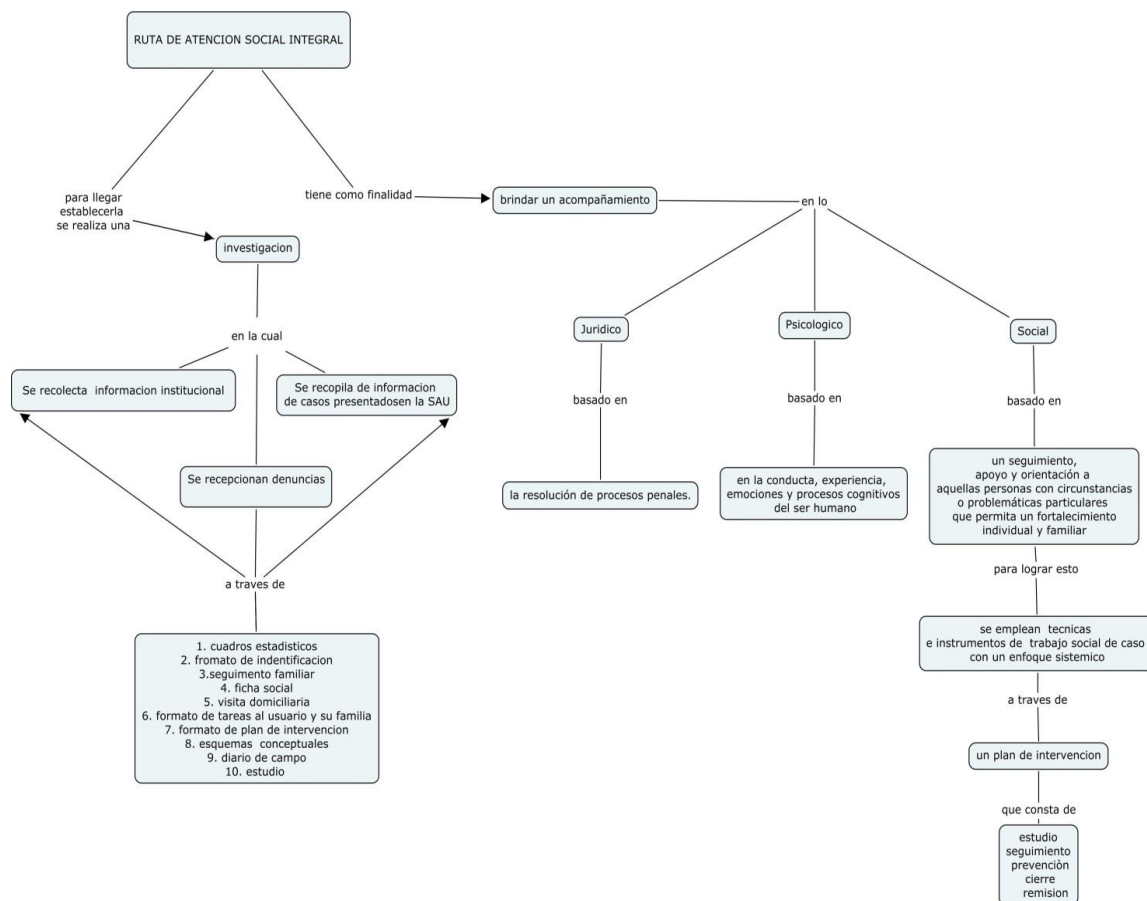 RUTA DE ATENCION SOCIAL INTEGRAL
para llegar
establecerla
se realiza una
tiene como finalidad
brindar un acompañamiento
en lo
investigacion
en la cual
Se recolecta informacion institucional
Se recopila de informacion
de casos presentadosen la SAU
Se recepcionan denuncias
a traves de
1. cuadros estadisticos
2. fromato de indentificacion
3.seguimento familiar
4. ficha social
5. visita domiciliaria
6. formato de tareas al usuario y su familia
7. formato de plan de intervencion
8. esquemas conceptuales
9. diario de campo
10. estudio
Juridico
basado en
la resolución de procesos penales.
Psicologico
basado en
en la conducta, experiencia,
emociones y procesos cognitivos
del ser humano
Social
basado en
un seguimiento,
apoyo y orientación a
aquellas personas con circunstancias
o problemáticas particulares
que permita un fortalecimiento
individual y familiar
para lograr esto
se emplean tecnicas
e instrumentos de trabajo social de caso
con un enfoque sistemico
a traves de
un plan de intervencion
que consta de
estudio
seguimiento
prevenciòn
cierre
remision